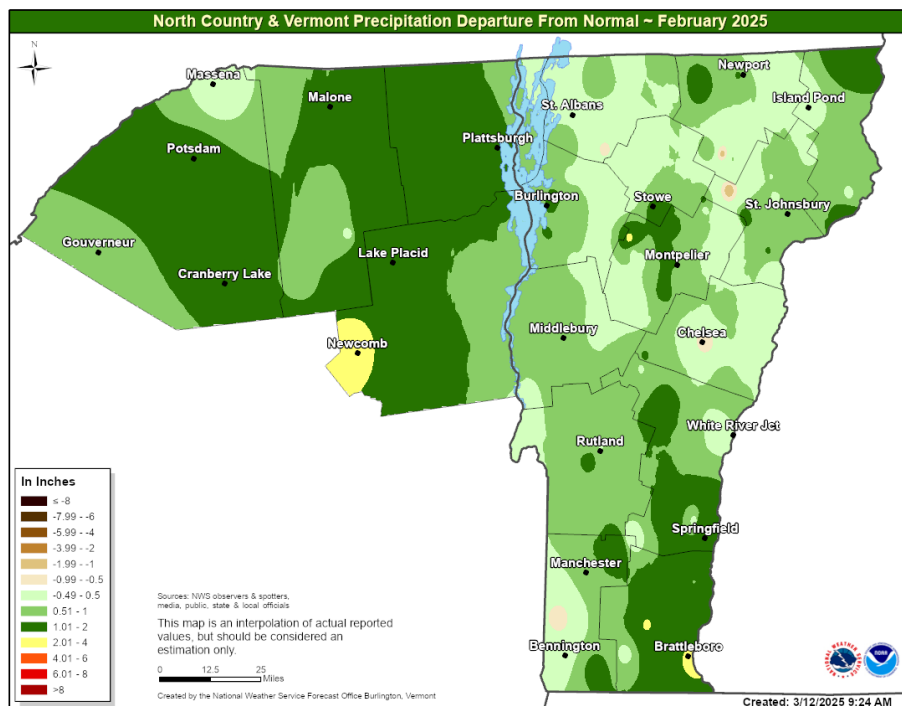 North Country & Vermont Precipitation Departure From Normal ~ February 2025
N
Massena
Malone
Newport
Island Pond
St. Albans
Plattsburgh
Potsdam
Burlington
Stowe
St. Johnsbury
Gouverneur
Lake Placid
Montpelier
Cranberry Lake
Middlebury
Chelsea
Newcomb
White River Jct
Rutland
Springfield
Manchester
Bennington
Brattleboro
In Inches
≤ -8
-7.99 - -6
-5.99 - -4
-3.99 - -2
-1.99 - -1
-0.99 - -0.5
-0.49 - 0.5
0.51 - 1
1.01 - 2
2.01 - 4
4.01 - 6
6.01 - 8
>8
Sources: NWS observers & spotters,
media, public, state & local officials
This map is an interpolation of actual reported
values, but should be considered an
estimation only.
0 12.5 25
Miles
Created by the National Weather Service Forecast Office Burlington, Vermont
NOAA
Created: 3/12/2025 9:24 AM